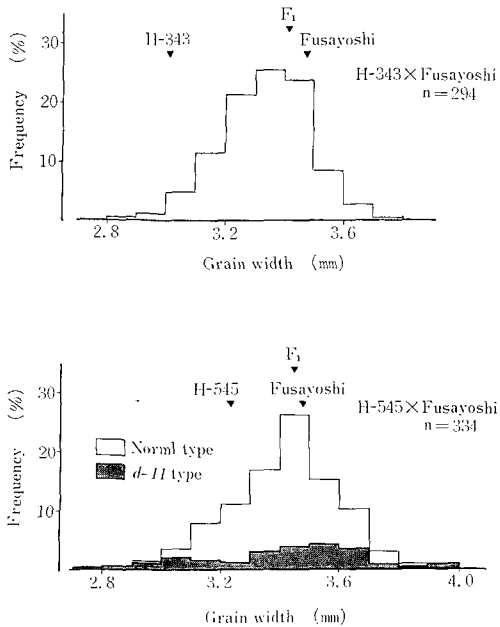 F₁
H-343
Fusayoshi
H-343×Fusayoshi
n=294
Frequency (%)
30
20
10
2.8
3.2
3.6
Grain width (mm)
F₁
H-545
Fusayoshi
H-545×Fusayoshi
n=334
Norml type
d-11 type
Frequency (%)
30
20
10
2.8
3.2
3.6
4.0
Grain width (mm)